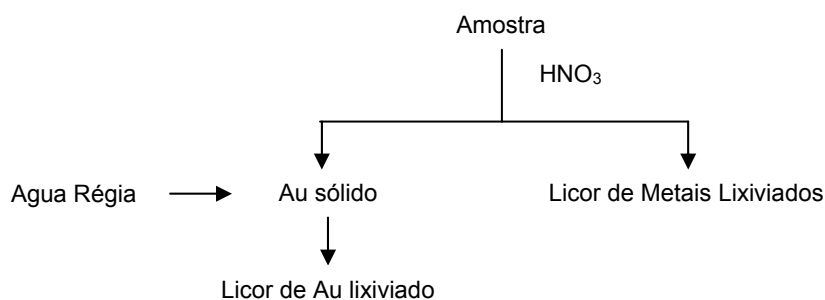 Amostra
HNO₃
Agua Régia
Au sólido
Licor de Metais Lixiviados
Licor de Au lixiviado